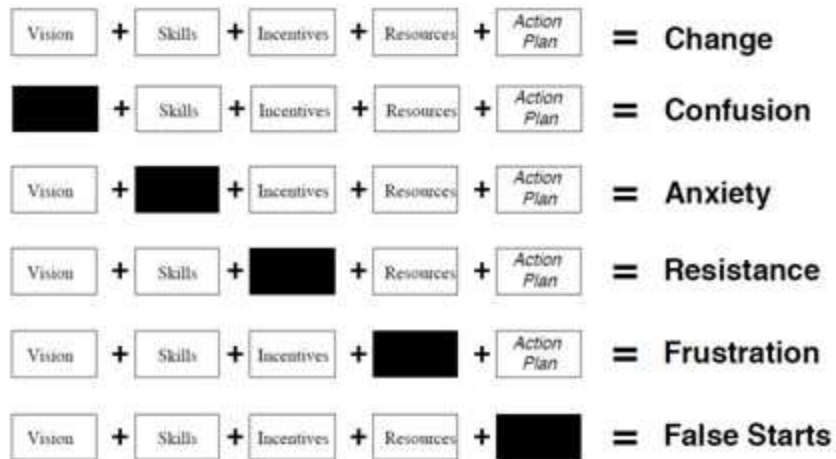 Vision + Skills + Incentives + Resources + Action Plan = Change
+ Skills + Incentives + Resources + Action Plan = Confusion
Vision + + Incentives + Resources + Action Plan = Anxiety
Vision + Skills + + Resources + Action Plan = Resistance
Vision + Skills + Incentives + + Action Plan = Frustration
Vision + Skills + Incentives + Resources + = False Starts